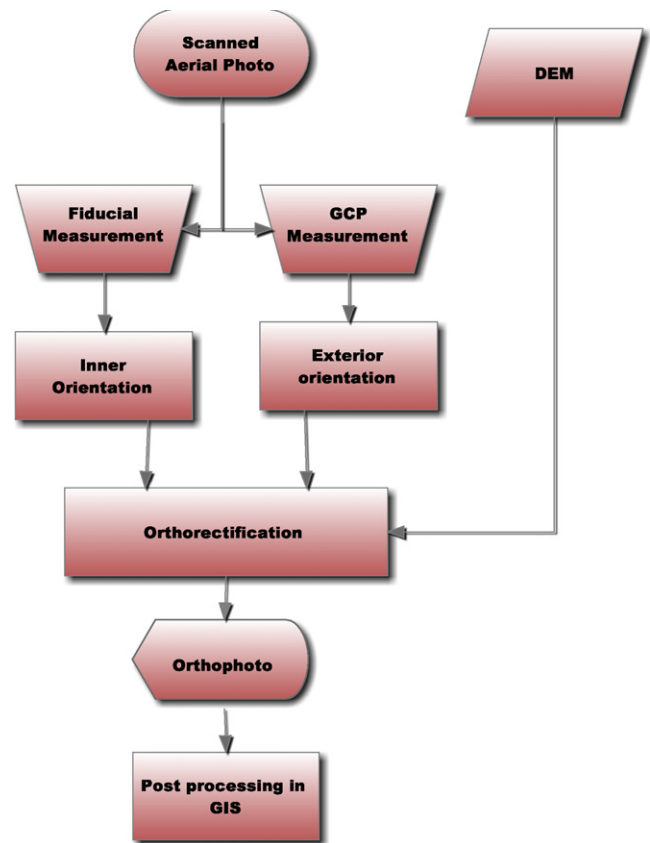 Scanned
Aerial Photo
DEM
Fiducial
Measurement
GCP
Measurement
Inner
Orientation
Exterior
orientation
Orthorectification
Orthophoto
Post processing in
GIS